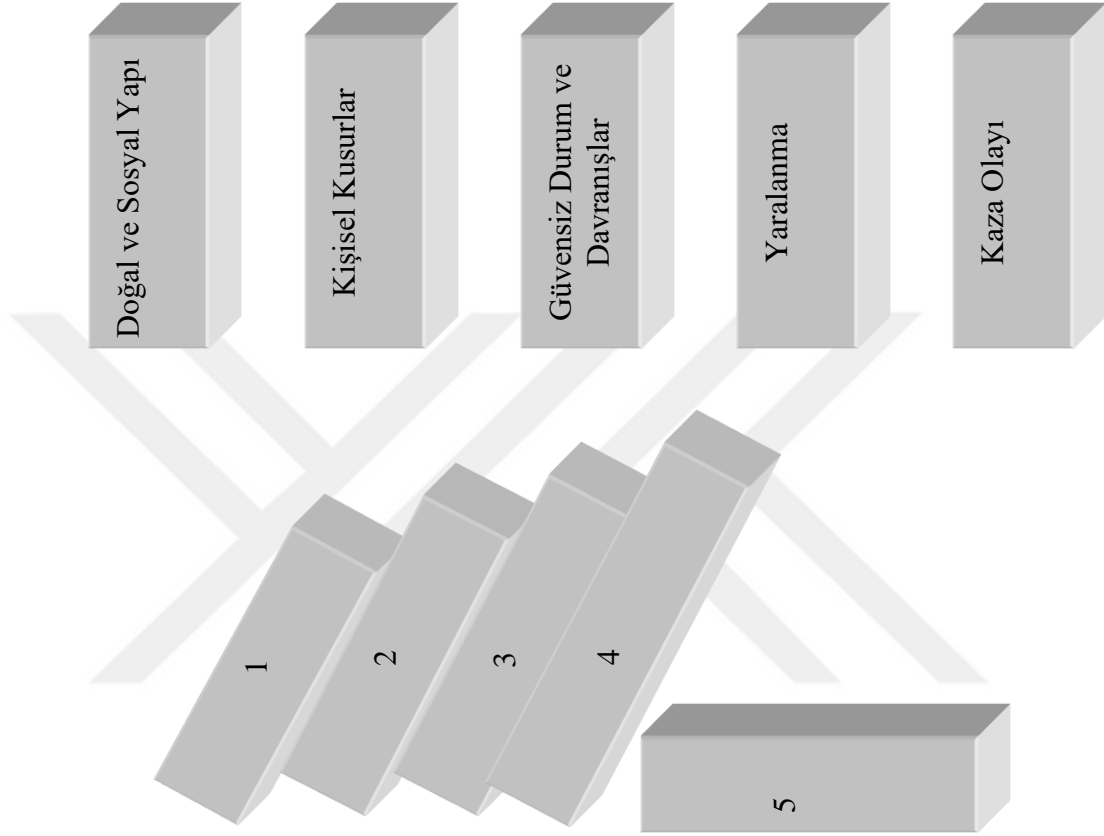 Doğal ve Sosyal Yapı
Kişisel Kusurlar
Güvensiz Durum ve
Davranışlar
Yaralanma
Kaza Olayı
1
2
3
4
5